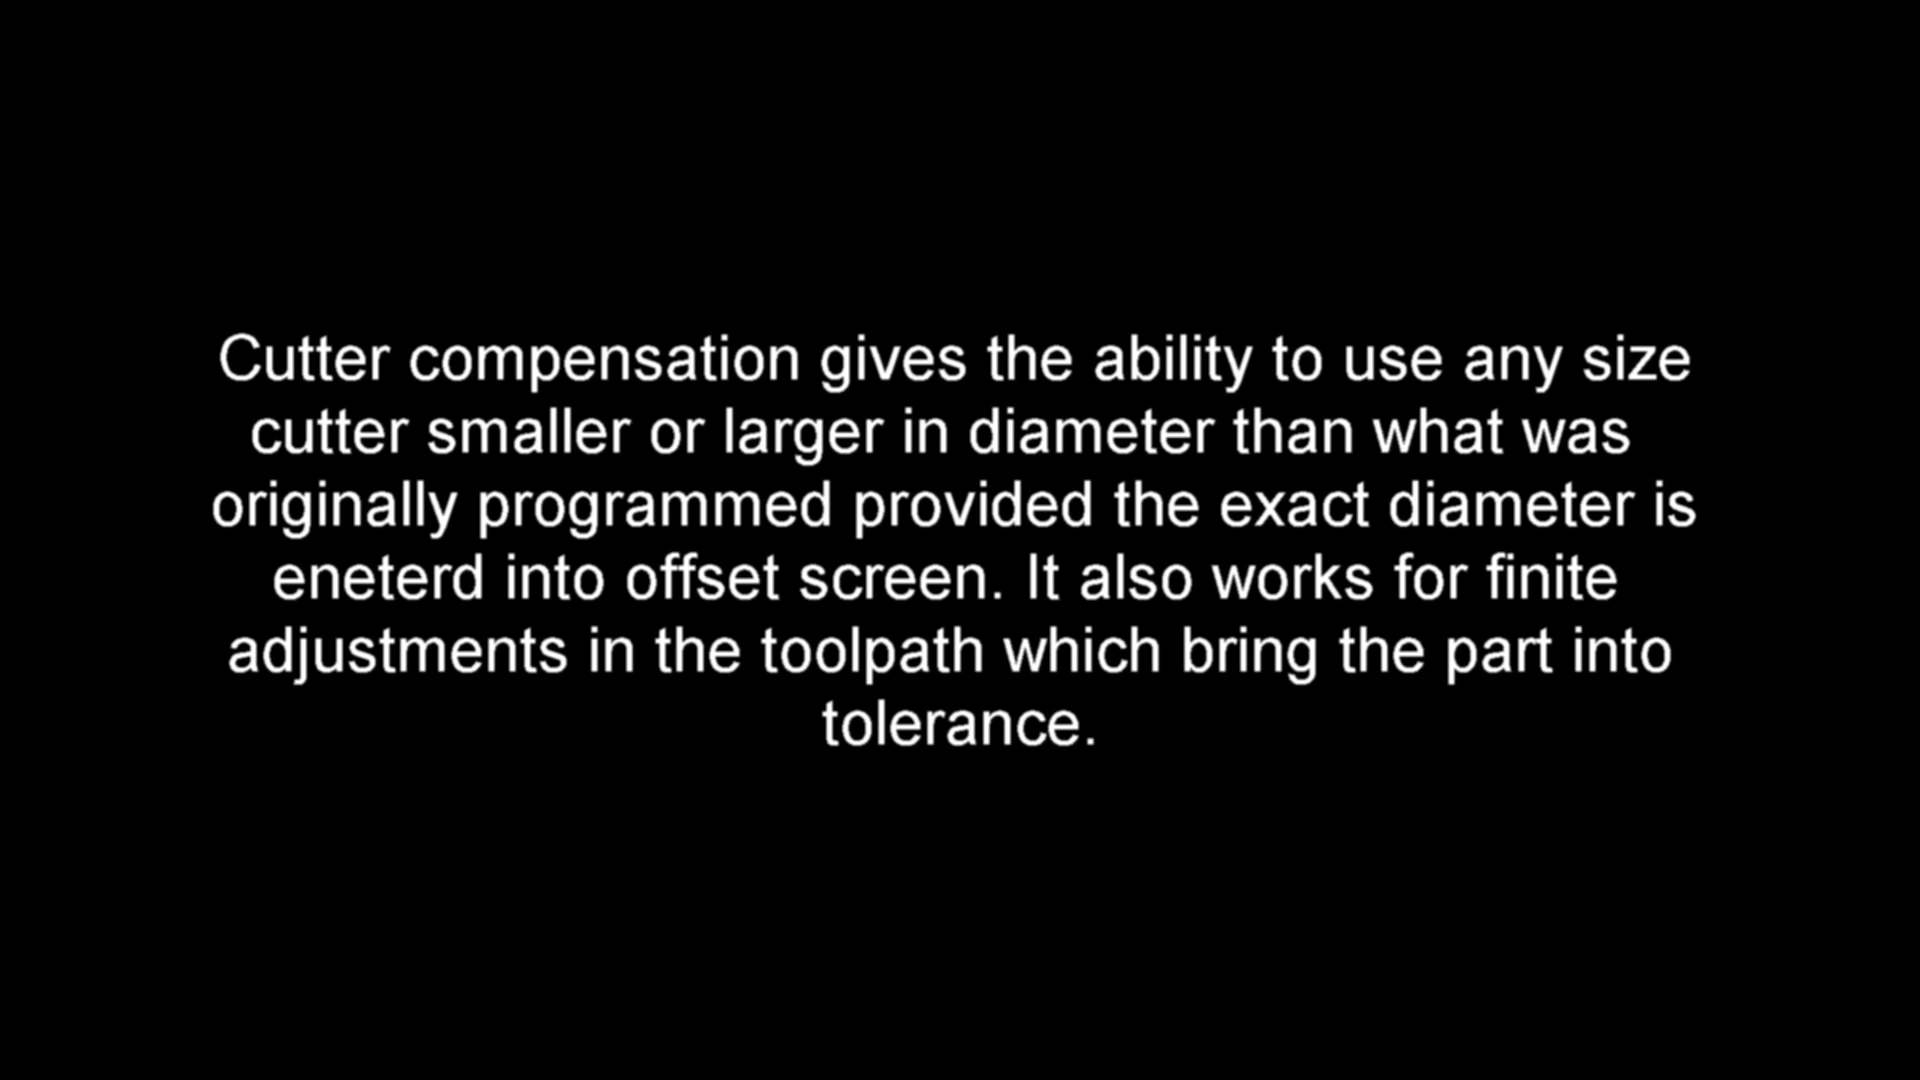 Cutter compensation gives the ability to use any size
cutter smaller or larger in diameter than what was
originally programmed provided the exact diameter is
eneterd into offset screen. It also works for finite
adjustments in the toolpath which bring the part into
tolerance.